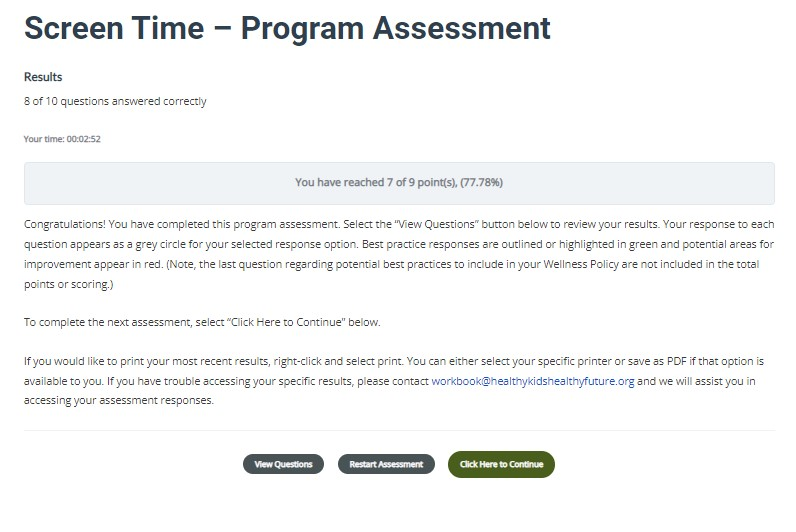 Screen Time – Program Assessment
Results
8 of 10 questions answered correctly
Your time: 00:02:52
You have reached 7 of 9 point(s), (77.78%)
Congratulations! You have completed this program assessment. Select the “View Questions” button below to review your results. Your response to each
question appears as a grey circle for your selected response option. Best practice responses are outlined or highlighted in green and potential areas for
improvement appear in red. (Note, the last question regarding potential best practices to include in your Wellness Policy are not included in the total
points or scoring.)
To complete the next assessment, select “Click Here to Continue” below.
If you would like to print your most recent results, right-click and select print. You can either select your specific printer or save as PDF if that option is
available to you. If you have trouble accessing your specific results, please contact workbook@healthykidshealthyfuture.org and we will assist you in
accessing your assessment responses.
View Questions Restart Assessment Click Here to Continue